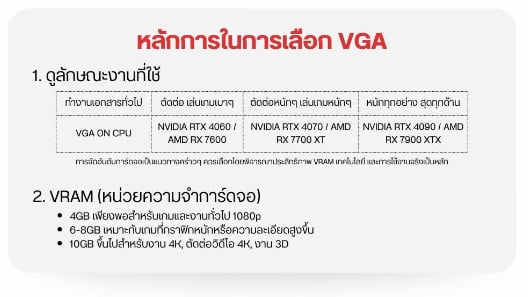 หลักการในการเลือก VGA
1. ดูลักษณะงานที่ใช้
ทำงานเอกสารทั่วไป ตัดต่อ เล่นเกมเบาๆ ตัดต่อหนักๆ เล่นเกมหนักๆ หนักทุกอย่าง สุดทุกด้าน
VGA ON CPU NVIDIA RTX 4060 / AMD RX 7600 NVIDIA RTX 4070 / AMD RX 7700 XT NVIDIA RTX 4090 / AMD RX 7900 XTX
การจัดอันดับการ์ดจอเป็นแนวทางคร่าวๆ ควรเลือกโดยพิจารณาประสิทธิภาพ VRAM เทคโนโลยี และการใช้งานจริงเป็นหลัก
2. VRAM (หน่วยความจำการ์ดจอ)
• 4GB เพียงพอสำหรับเกมและงานทั่วไป 1080p
• 6-8GB เหมาะกับเกมที่กราฟิกหนักหรือความละเอียดสูงขึ้น
• 10GB ขึ้นไปสำหรับงาน 4K, ตัดต่อวิดีโอ 4K, งาน 3D